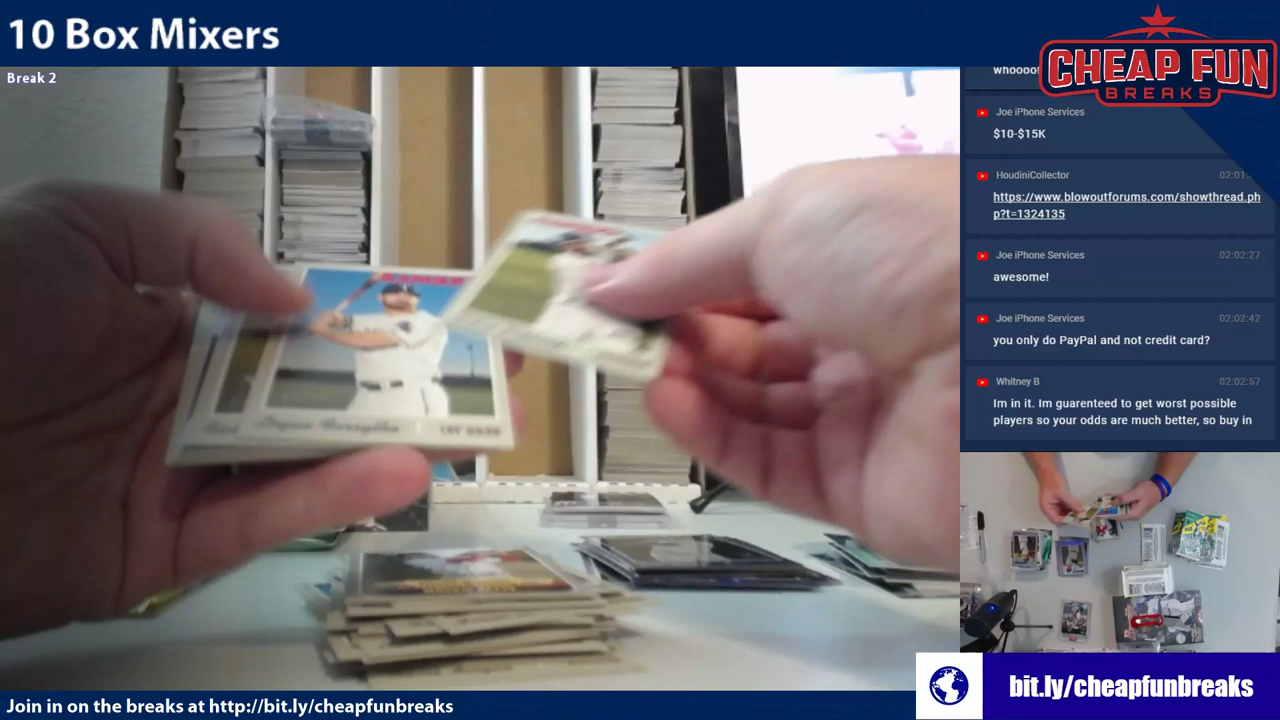 10 Box Mixers
Break 2
CHEAP FUN
BREAKS
whoooo
Joe iPhone Services
$10-$15K
HoudiniCollector
https://www.blowoutforums.com/showthread.ph
p?t=1324135
Joe iPhone Services 02:02:27
awesome!
Joe iPhone Services 02:02:42
you only do PayPal and not credit card?
Whitney B 02:02:57
Im in it. Im guarenteed to get worst possible
players so your odds are much better, so buy in
1ST BASE
bit.ly/cheapfunbreaks
Join in on the breaks at http://bit.ly/cheapfunbreaks